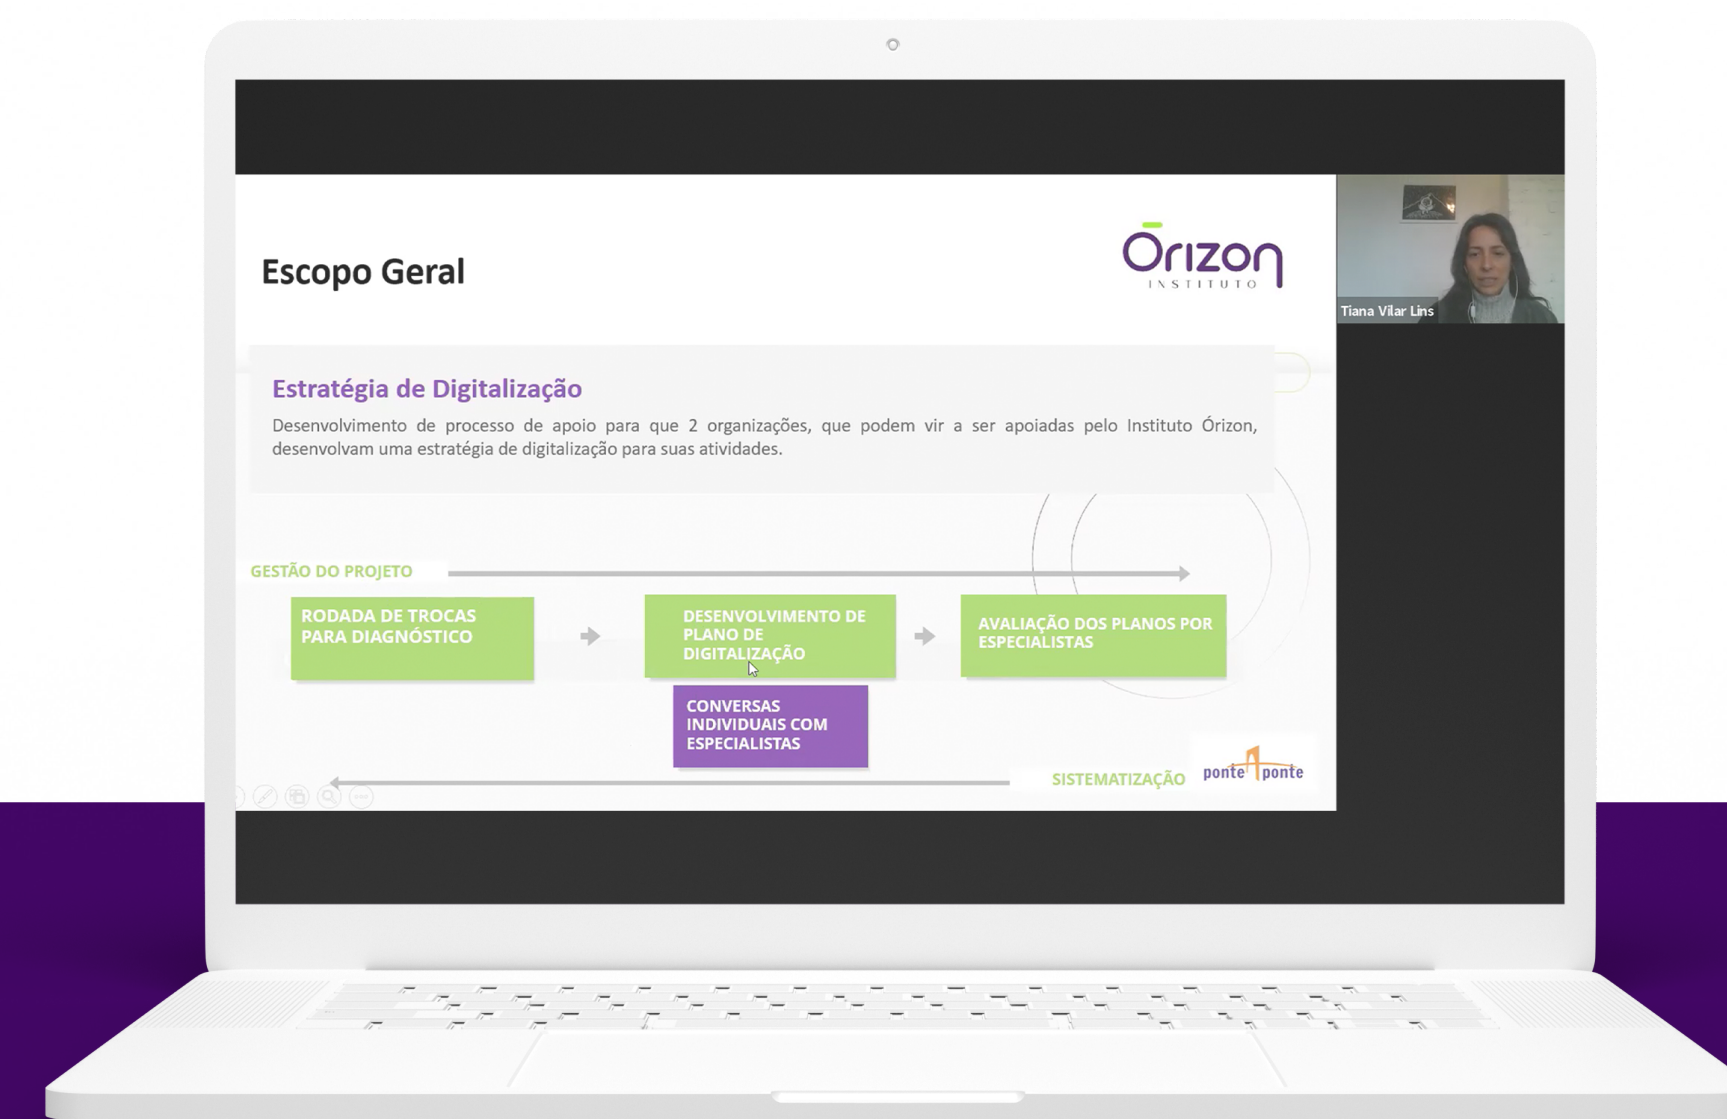 Escopo Geral
Órizon
INSTITUTO
Tiana Vilar Lins
Estratégia de Digitalização
Desenvolvimento de processo de apoio para que 2 organizações, que podem vir a ser apoiadas pelo Instituto Órizon,
desenvolvam uma estratégia de digitalização para suas atividades.
GESTÃO DO PROJETO
RODADA DE TROCAS
PARA DIAGNÓSTICO
DESENVOLVIMENTO DE
PLANO DE
DIGITALIZAÇÃO
AVALIAÇÃO DOS PLANOS POR
ESPECIALISTAS
CONVERSAS
INDIVIDUAIS COM
ESPECIALISTAS
SISTEMATIZAÇÃO
ponteAponte